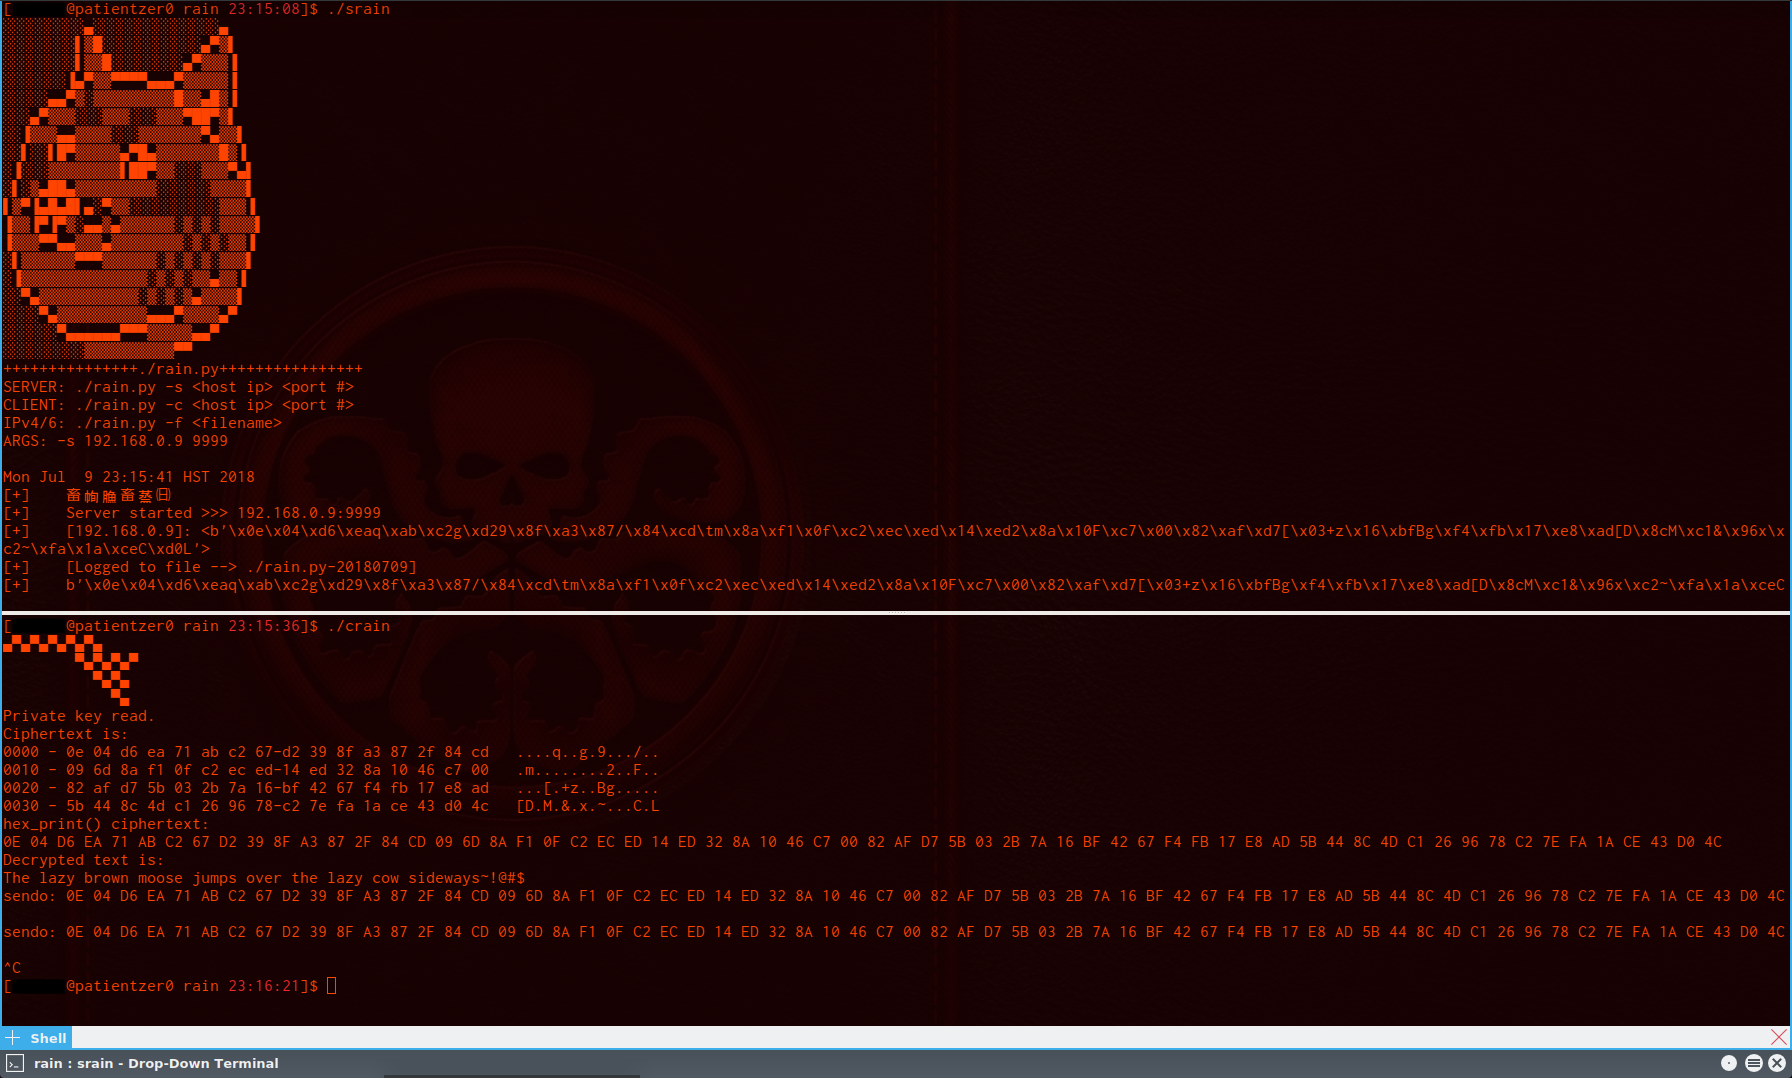 [ @patientzer0 rain 23:15:08]$ ./srain
+++++++++++++++./rain.py++++++++++++++++
SERVER: ./rain.py -s <host ip> <port #>
CLIENT: ./rain.py -c <host ip> <port #>
IPv4/6: ./rain.py -f <filename>
ARGS: -s 192.168.0.9 9999
Mon Jul  9 23:15:41 HST 2018
[+]
[+]    Server started >>> 192.168.0.9:9999
[+]    [192.168.0.9]: <b'\x0e\x04\xd6\xeaq\xab\xc2g\xd29\x8f\xa3\x87/\x84\xcd\tm\x8a\xf1\x0f\xc2\xec\xed\x14\xed2\x8a\x10F\xc7\x00\x82\xaf\xd7[\x03+z\x16\xbfBg\xf4\xfb\x17\xe8\xad[D\x8cM\xc1&\x96x\x
c2~\xfa\x1a\xceC\xd0L'>
[+]    [Logged to file --> ./rain.py-20180709]
[+]    b'\x0e\x04\xd6\xeaq\xab\xc2g\xd29\x8f\xa3\x87/\x84\xcd\tm\x8a\xf1\x0f\xc2\xec\xed\x14\xed2\x8a\x10F\xc7\x00\x82\xaf\xd7[\x03+z\x16\xbfBg\xf4\xfb\x17\xe8\xad[D\x8cM\xc1&\x96x\xc2~\xfa\x1a\xceC
[ @patientzer0 rain 23:15:36]$ ./crain
Private key read.
Ciphertext is:
0000 - 0e 04 d6 ea 71 ab c2 67-d2 39 8f a3 87 2f 84 cd   ....q..g.9.../..
0010 - 09 6d 8a f1 0f c2 ec ed-14 ed 32 8a 10 46 c7 00   .m........2..F..
0020 - 82 af d7 5b 03 2b 7a 16-bf 42 67 f4 fb 17 e8 ad   ...[.+z..Bg.....
0030 - 5b 44 8c 4d c1 26 96 78-c2 7e fa 1a ce 43 d0 4c   [D.M.&.x.~...C.L
hex_print() ciphertext:
0E 04 D6 EA 71 AB C2 67 D2 39 8F A3 87 2F 84 CD 09 6D 8A F1 0F C2 EC ED 14 ED 32 8A 10 46 C7 00 82 AF D7 5B 03 2B 7A 16 BF 42 67 F4 FB 17 E8 AD 5B 44 8C 4D C1 26 96 78 C2 7E FA 1A CE 43 D0 4C
Decrypted text is:
The lazy brown moose jumps over the lazy cow sideways~!@#$
sendo: 0E 04 D6 EA 71 AB C2 67 D2 39 8F A3 87 2F 84 CD 09 6D 8A F1 0F C2 EC ED 14 ED 32 8A 10 46 C7 00 82 AF D7 5B 03 2B 7A 16 BF 42 67 F4 FB 17 E8 AD 5B 44 8C 4D C1 26 96 78 C2 7E FA 1A CE 43 D0 4C
sendo: 0E 04 D6 EA 71 AB C2 67 D2 39 8F A3 87 2F 84 CD 09 6D 8A F1 0F C2 EC ED 14 ED 32 8A 10 46 C7 00 82 AF D7 5B 03 2B 7A 16 BF 42 67 F4 FB 17 E8 AD 5B 44 8C 4D C1 26 96 78 C2 7E FA 1A CE 43 D0 4C
^C
[ @patientzer0 rain 23:16:21]$
Shell
rain : srain - Drop-Down Terminal